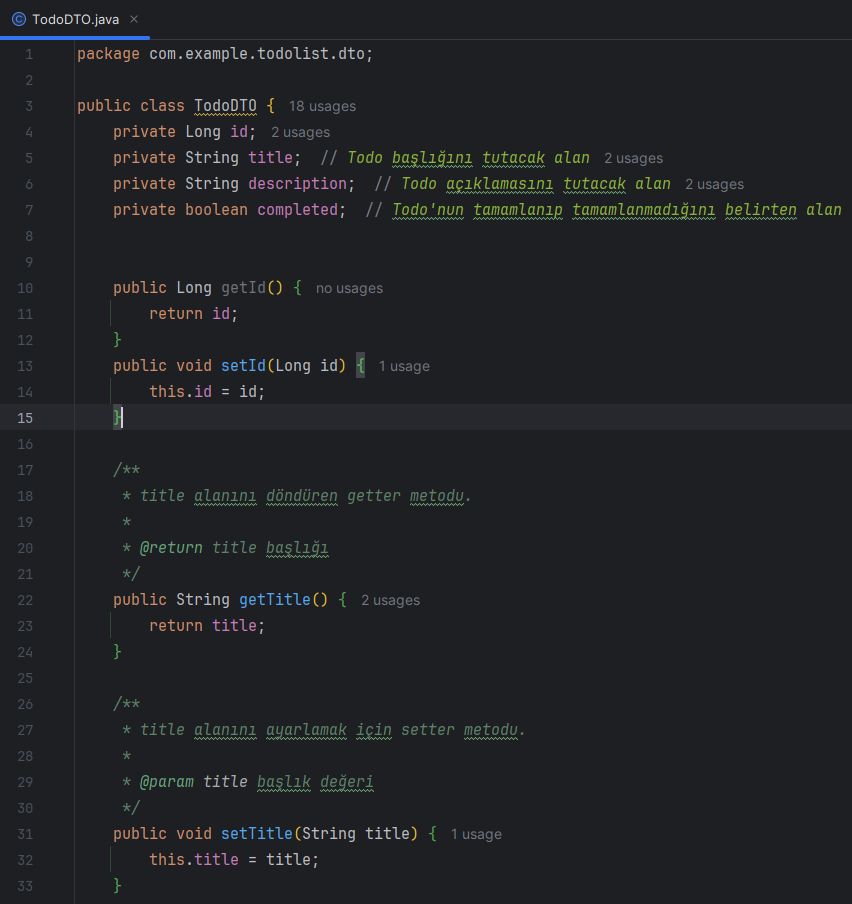 TodoDTO.java
1 package com.example.todolist.dto;
2
3 public class TodoDTO { 18 usages
4 private Long id; 2 usages
5 private String title; // Todo başlığını tutacak alan 2 usages
6 private String description; // Todo açıklamasını tutacak alan 2 usages
7 private boolean completed; // Todo'nun tamamlanıp tamamlanmadığını belirten alan
8
9
10 public Long getId() { no usages
11 return id;
12 }
13 public void setId(Long id) { 1 usage
14 this.id = id;
15 }
16
17 /**
18 * title alanını döndüren getter metodu.
19 *
20 * @return title başlığı
21 */
22 public String getTitle() { 2 usages
23 return title;
24 }
25
26 /**
27 * title alanını ayarlamak için setter metodu.
28 *
29 * @param title başlık değeri
30 */
31 public void setTitle(String title) { 1 usage
32 this.title = title;
33 }